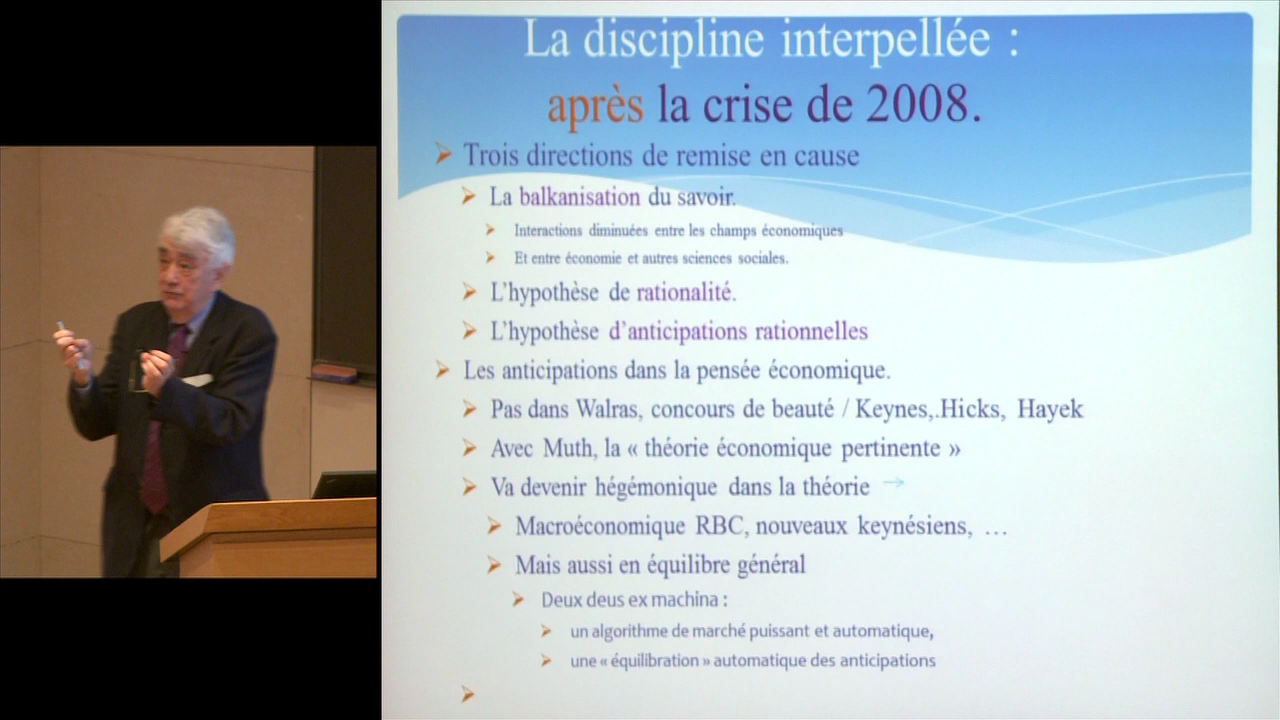 La discipline interpellée :
après la crise de 2008.
Trois directions de remise en cause
La balkanisation du savoir.
Interactions diminuées entre les champs économiques
Et entre économie et autres sciences sociales.
L'hypothèse de rationalité.
L'hypothèse d'anticipations rationnelles
Les anticipations dans la pensée économique.
Pas dans Walras, concours de beauté / Keynes,.Hicks, Hayek
Avec Muth, la « théorie économique pertinente »
Va devenir hégémonique dans la théorie →
Macroéconomique RBC, nouveaux keynésiens, …
Mais aussi en équilibre général
Deux deus ex machina :
un algorithme de marché puissant et automatique,
une « équilibration » automatique des anticipations